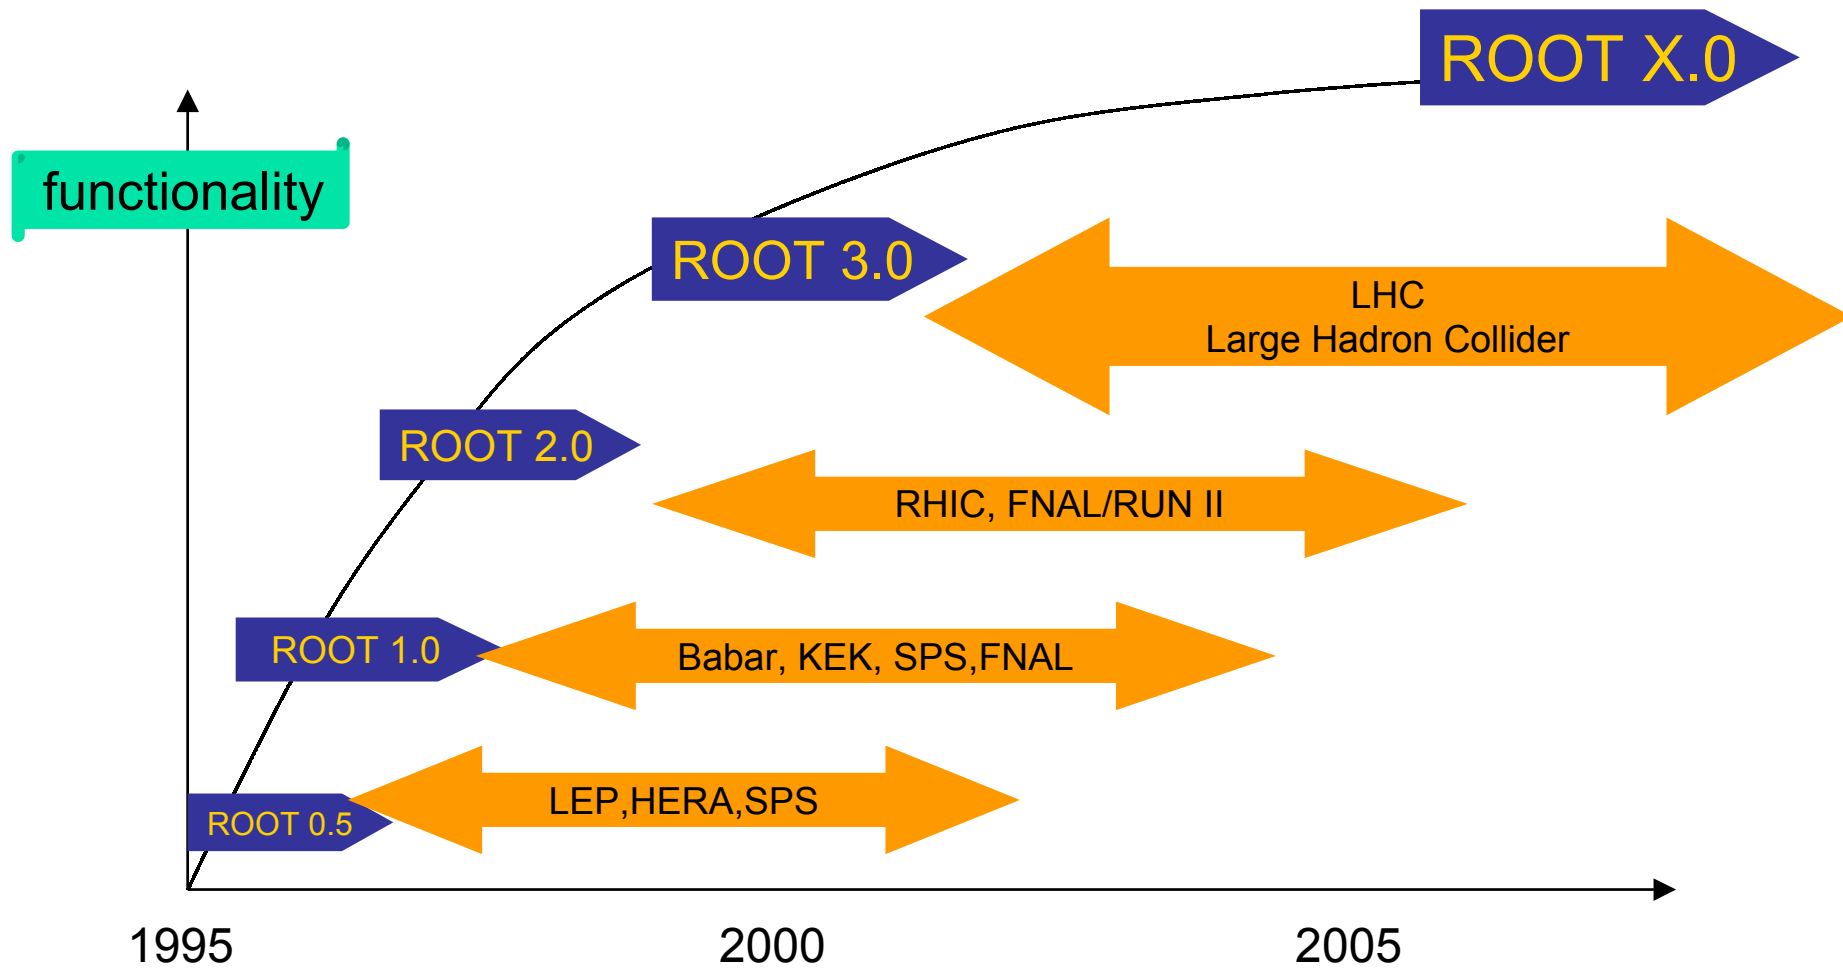 ROOT X.0
functionality
ROOT 3.0
LHC
Large Hadron Collider
ROOT 2.0
RHIC, FNAL/RUN II
ROOT 1.0
Babar, KEK, SPS,FNAL
LEP,HERA,SPS
ROOT 0.5
1995
2000
2005